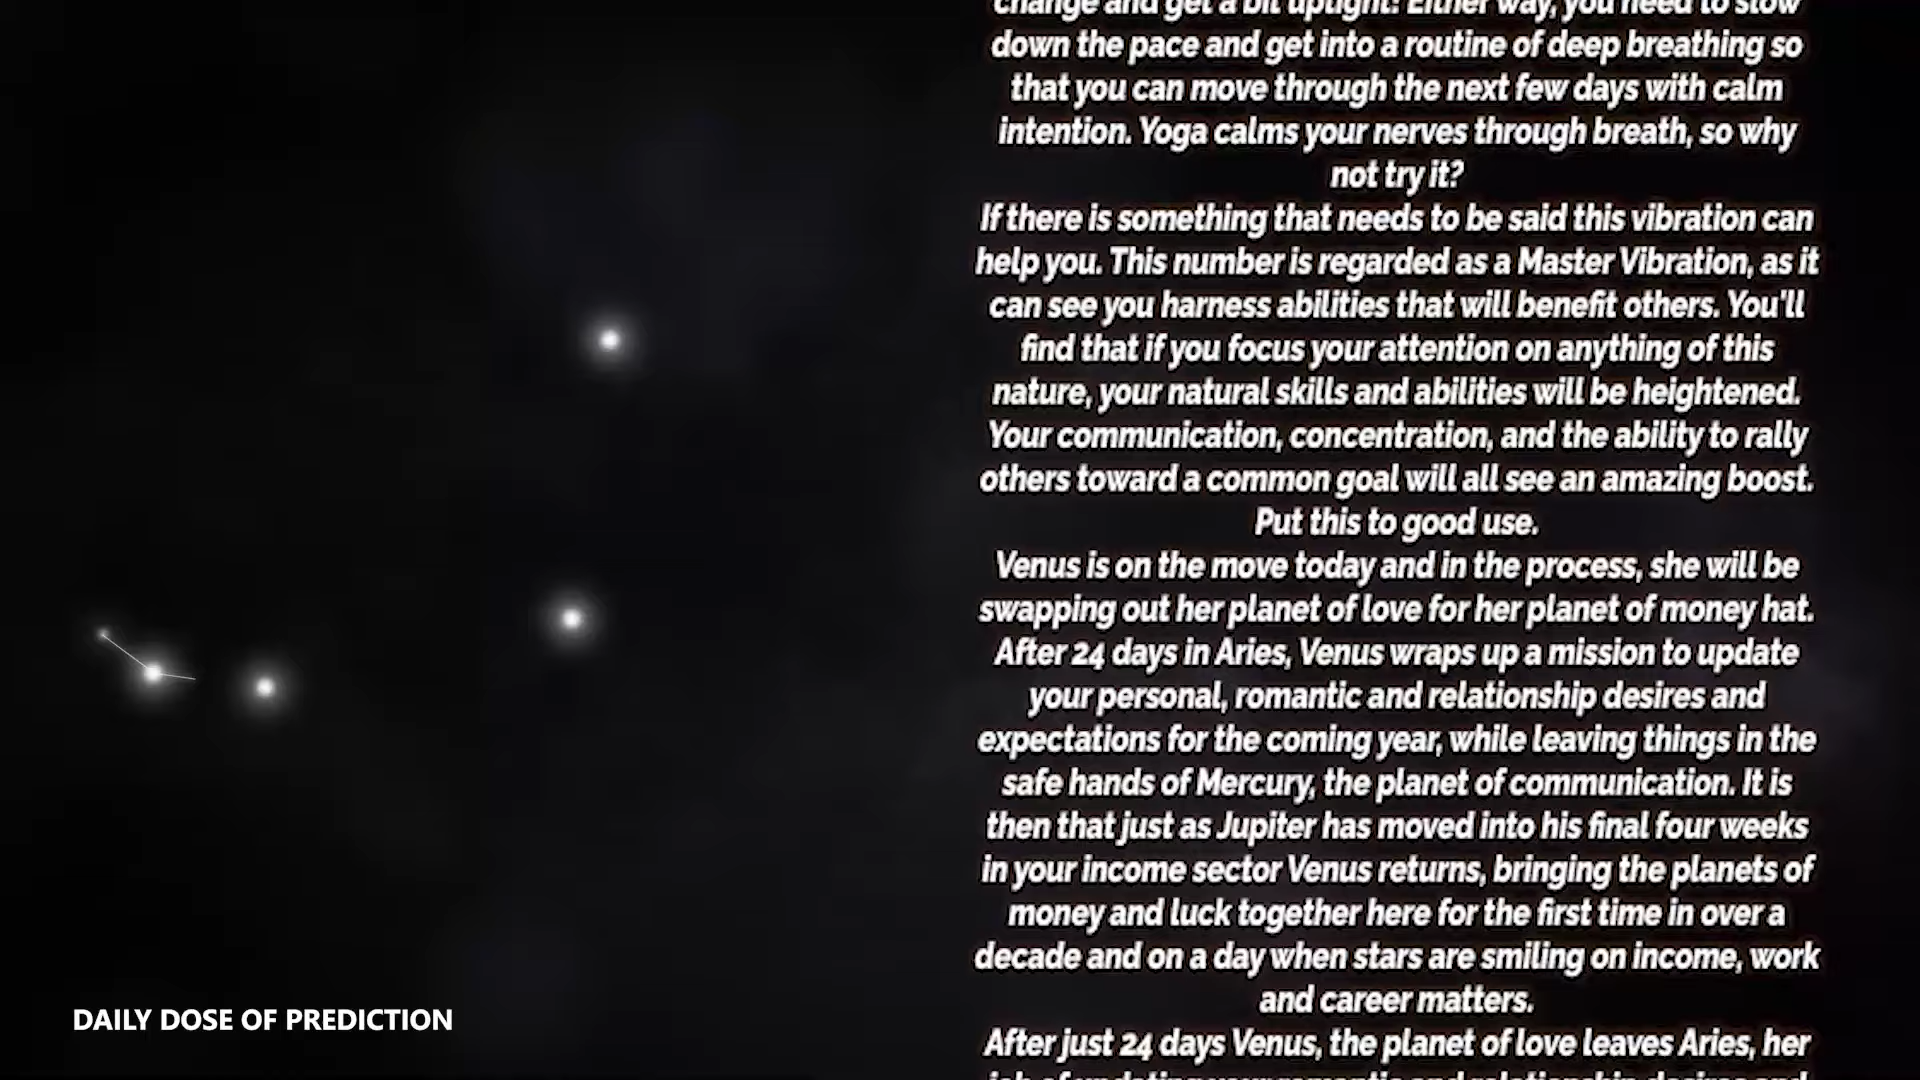 change and get a bit uptight! Either way, you need to slow
down the pace and get into a routine of deep breathing so
that you can move through the next few days with calm
intention. Yoga calms your nerves through breath, so why
not try it?
If there is something that needs to be said this vibration can
help you. This number is regarded as a Master Vibration, as it
can see you harness abilities that will benefit others. You'll
find that if you focus your attention on anything of this
nature, your natural skills and abilities will be heightened.
Your communication, concentration, and the ability to rally
others toward a common goal will all see an amazing boost.
Put this to good use.
Venus is on the move today and in the process, she will be
swapping out her planet of love for her planet of money hat.
After 24 days in Aries, Venus wraps up a mission to update
your personal, romantic and relationship desires and
expectations for the coming year, while leaving things in the
safe hands of Mercury, the planet of communication. It is
then that just as Jupiter has moved into his final four weeks
in your income sector Venus returns, bringing the planets of
money and luck together here for the first time in over a
decade and on a day when stars are smiling on income, work
and career matters.
After just 24 days Venus, the planet of love leaves Aries, her
DAILY DOSE OF PREDICTION